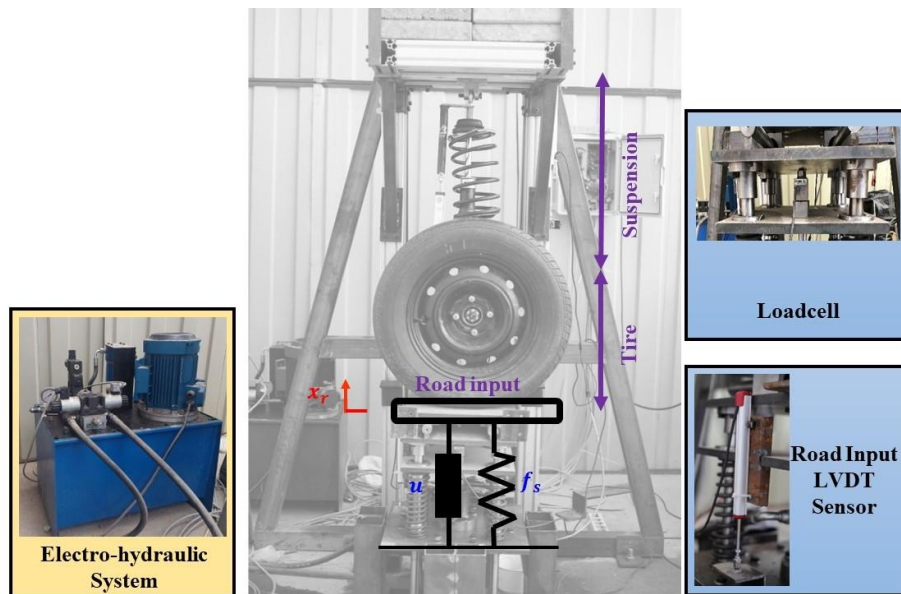 Suspension
Tire
Road input
x_r
u
f_s
Electro-hydraulic
System
Loadcell
Road Input
LVDT
Sensor